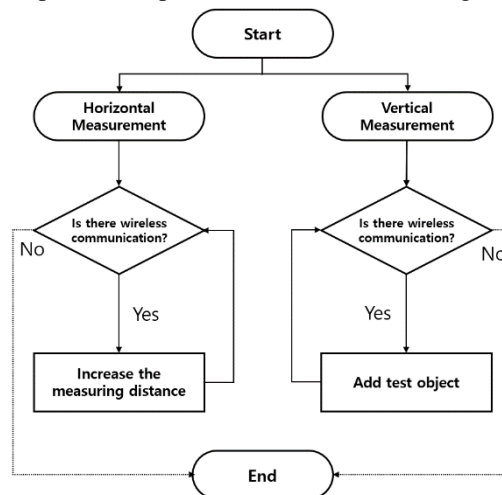 Start
Horizontal
Measurement
Vertical
Measurement
Is there wireless
communication?
Is there wireless
communication?
No
No
Yes
Yes
Increase the
measuring distance
Add test object
End